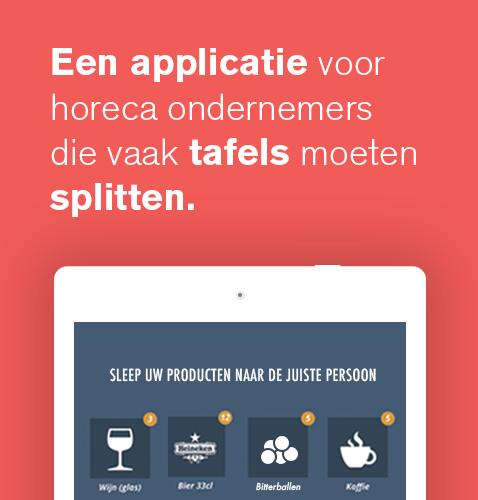 Een applicatie voor
horeca ondernemers
die vaak tafels moeten
splitten.
SLEEP UW PRODUCTEN NAAR DE JUISTE PERSOON
3 12 5 5
Heineken
Wijn (glas) Bier 33cl Bitterballen Koffie